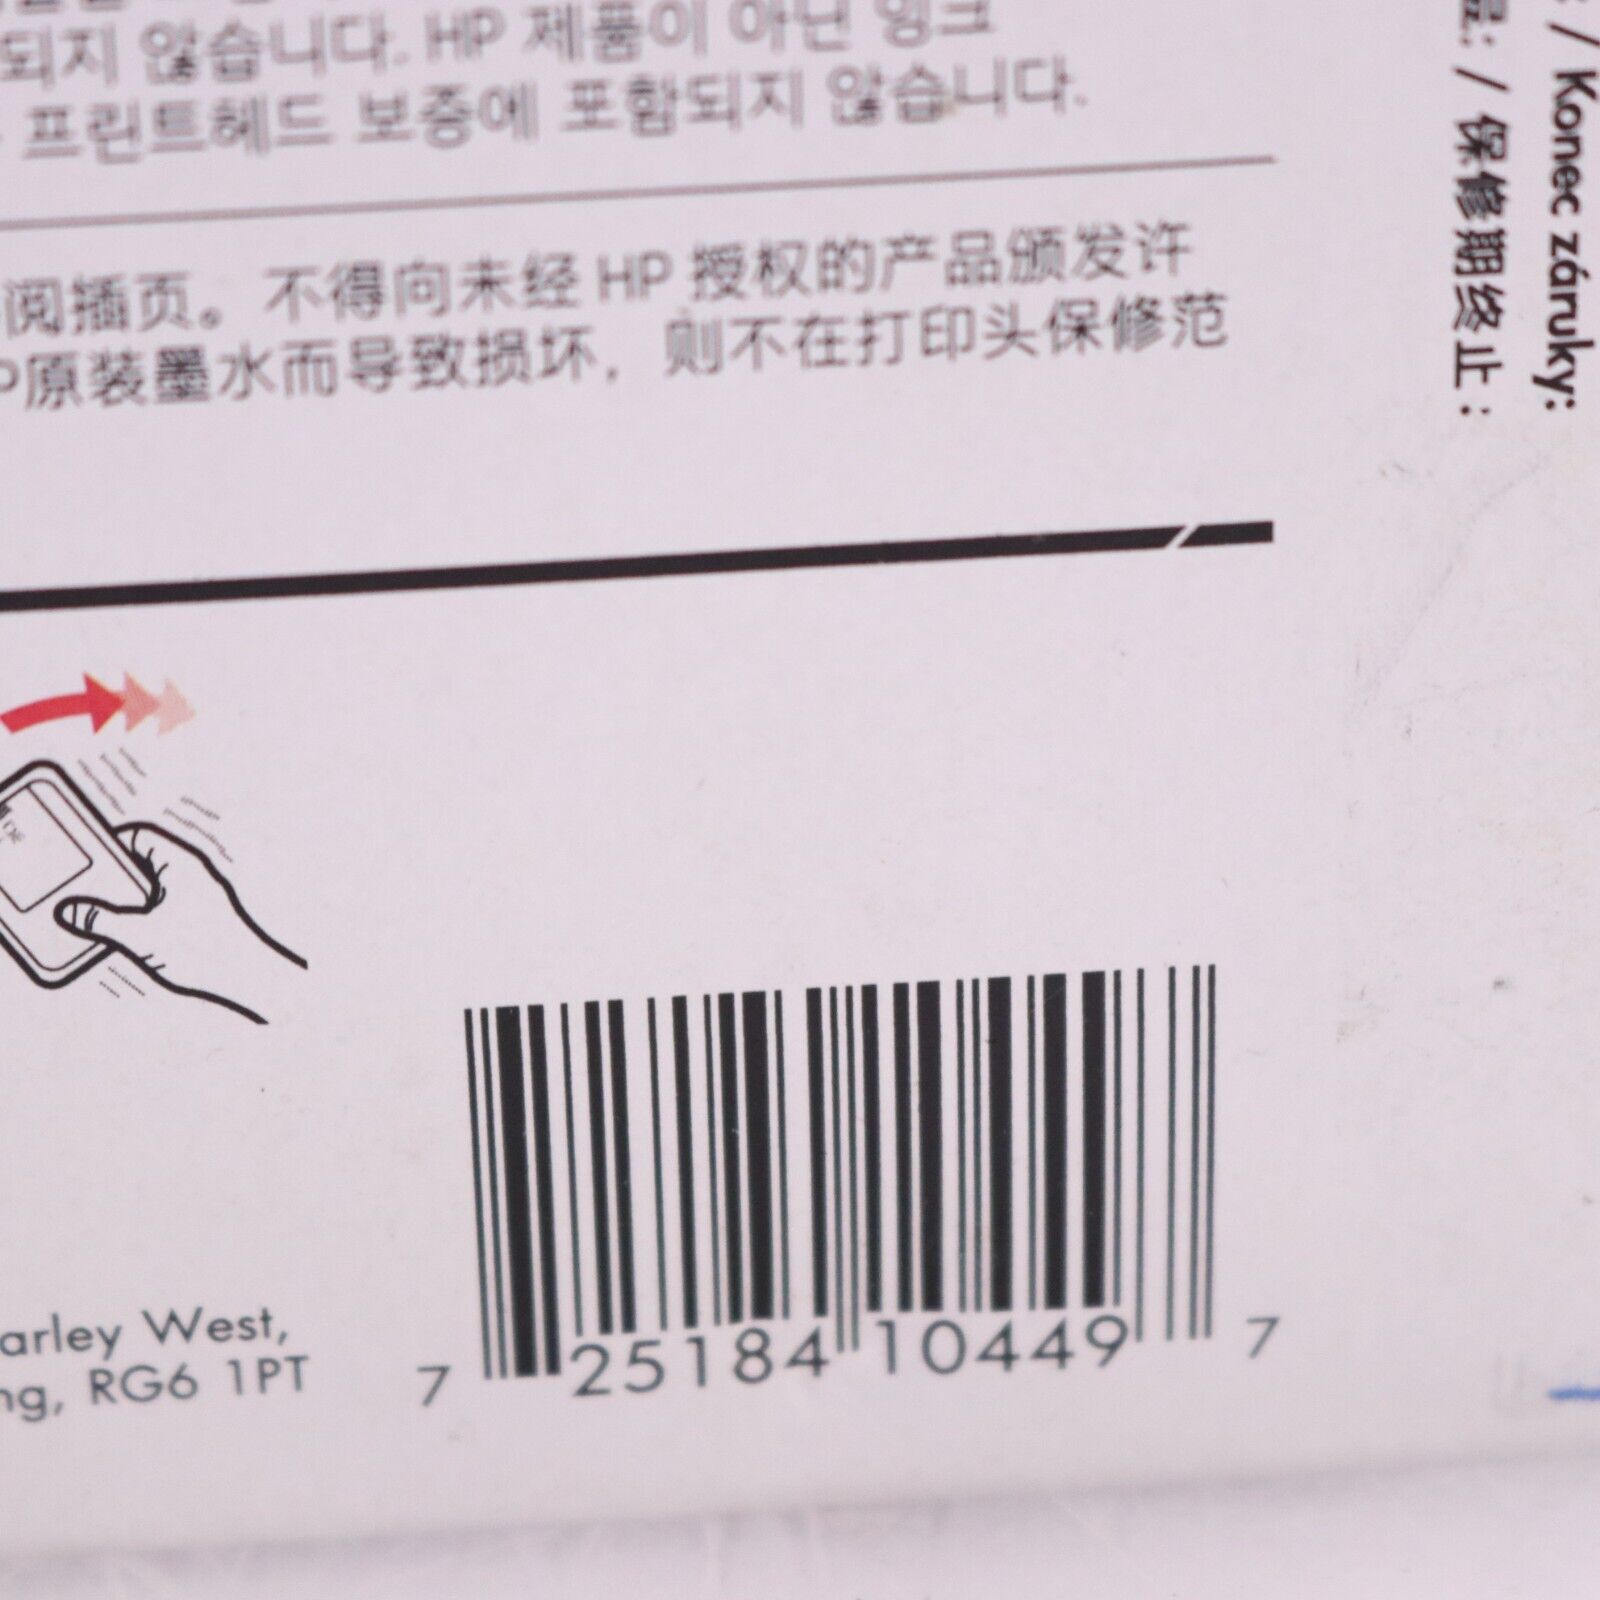 되지 않습니다. HP 제품이 아닌 잉크
프린트헤드 보증에 포함되지 않습니다.
阅插页。不得向未经 HP 授权的产品颁发许
P原装墨水而导致损坏，则不在打印头保修范
/ Konec záruky:
/ 保修期终止：
arley West,
ng, RG6 1PT
7 25184 10449 7